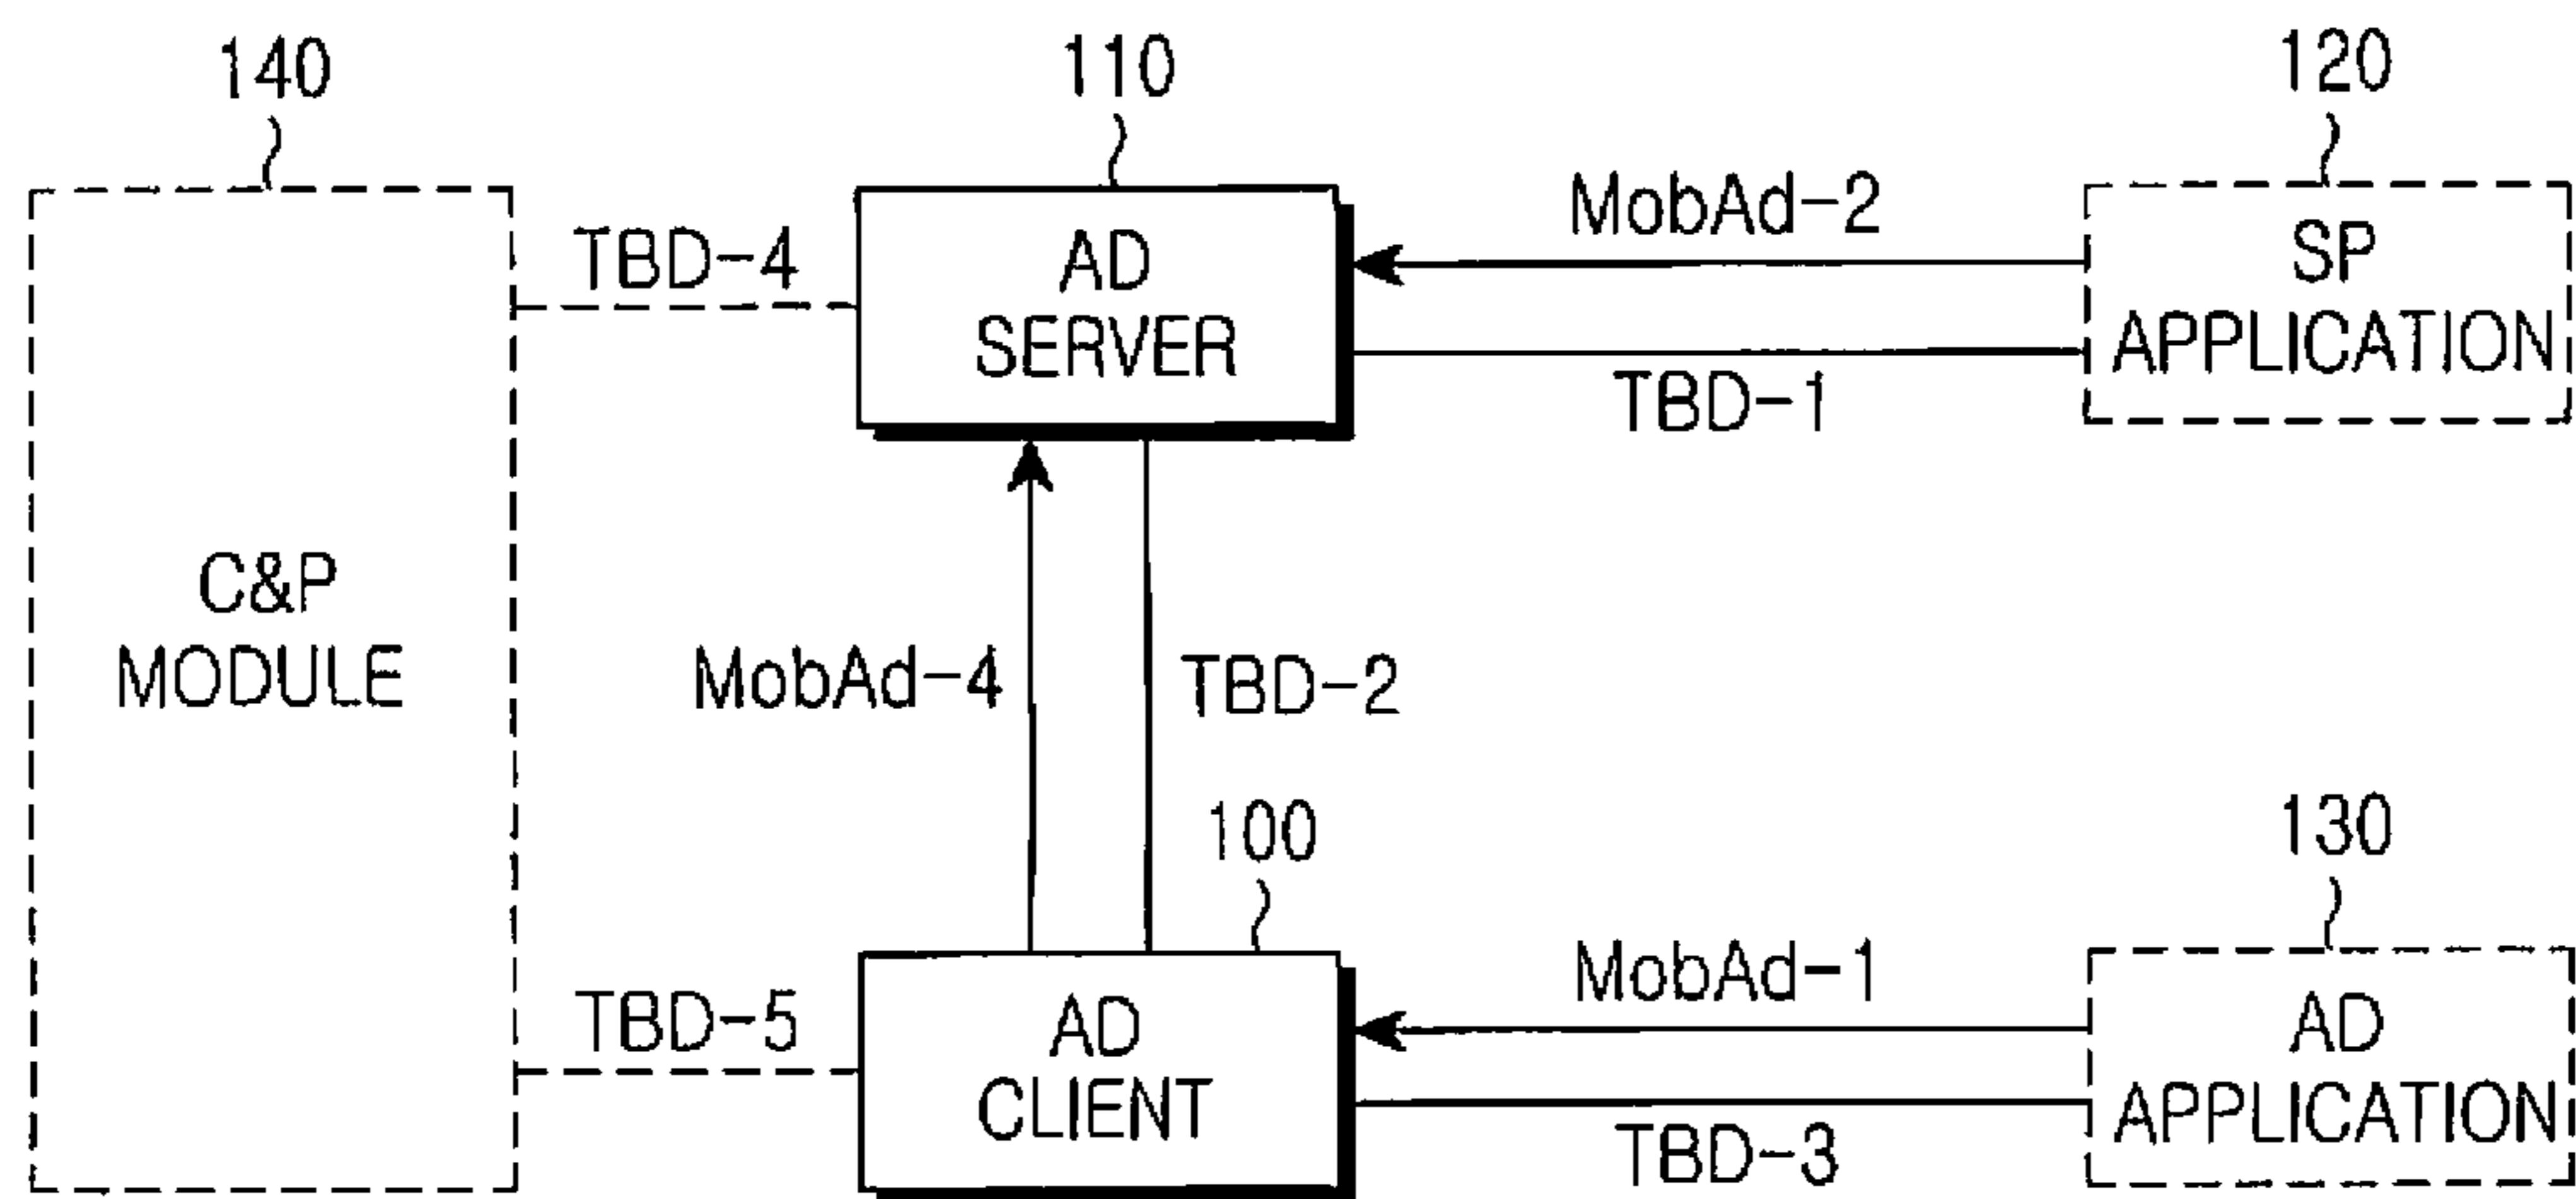 140
110
120
MobAd-2
TBD-4
AD
SERVER
SP
APPLICATION
TBD-1
C&P
MODULE
MobAd-4
TBD-2
100
130
MobAd-1
TBD-5
AD
CLIENT
AD
APPLICATION
TBD-3